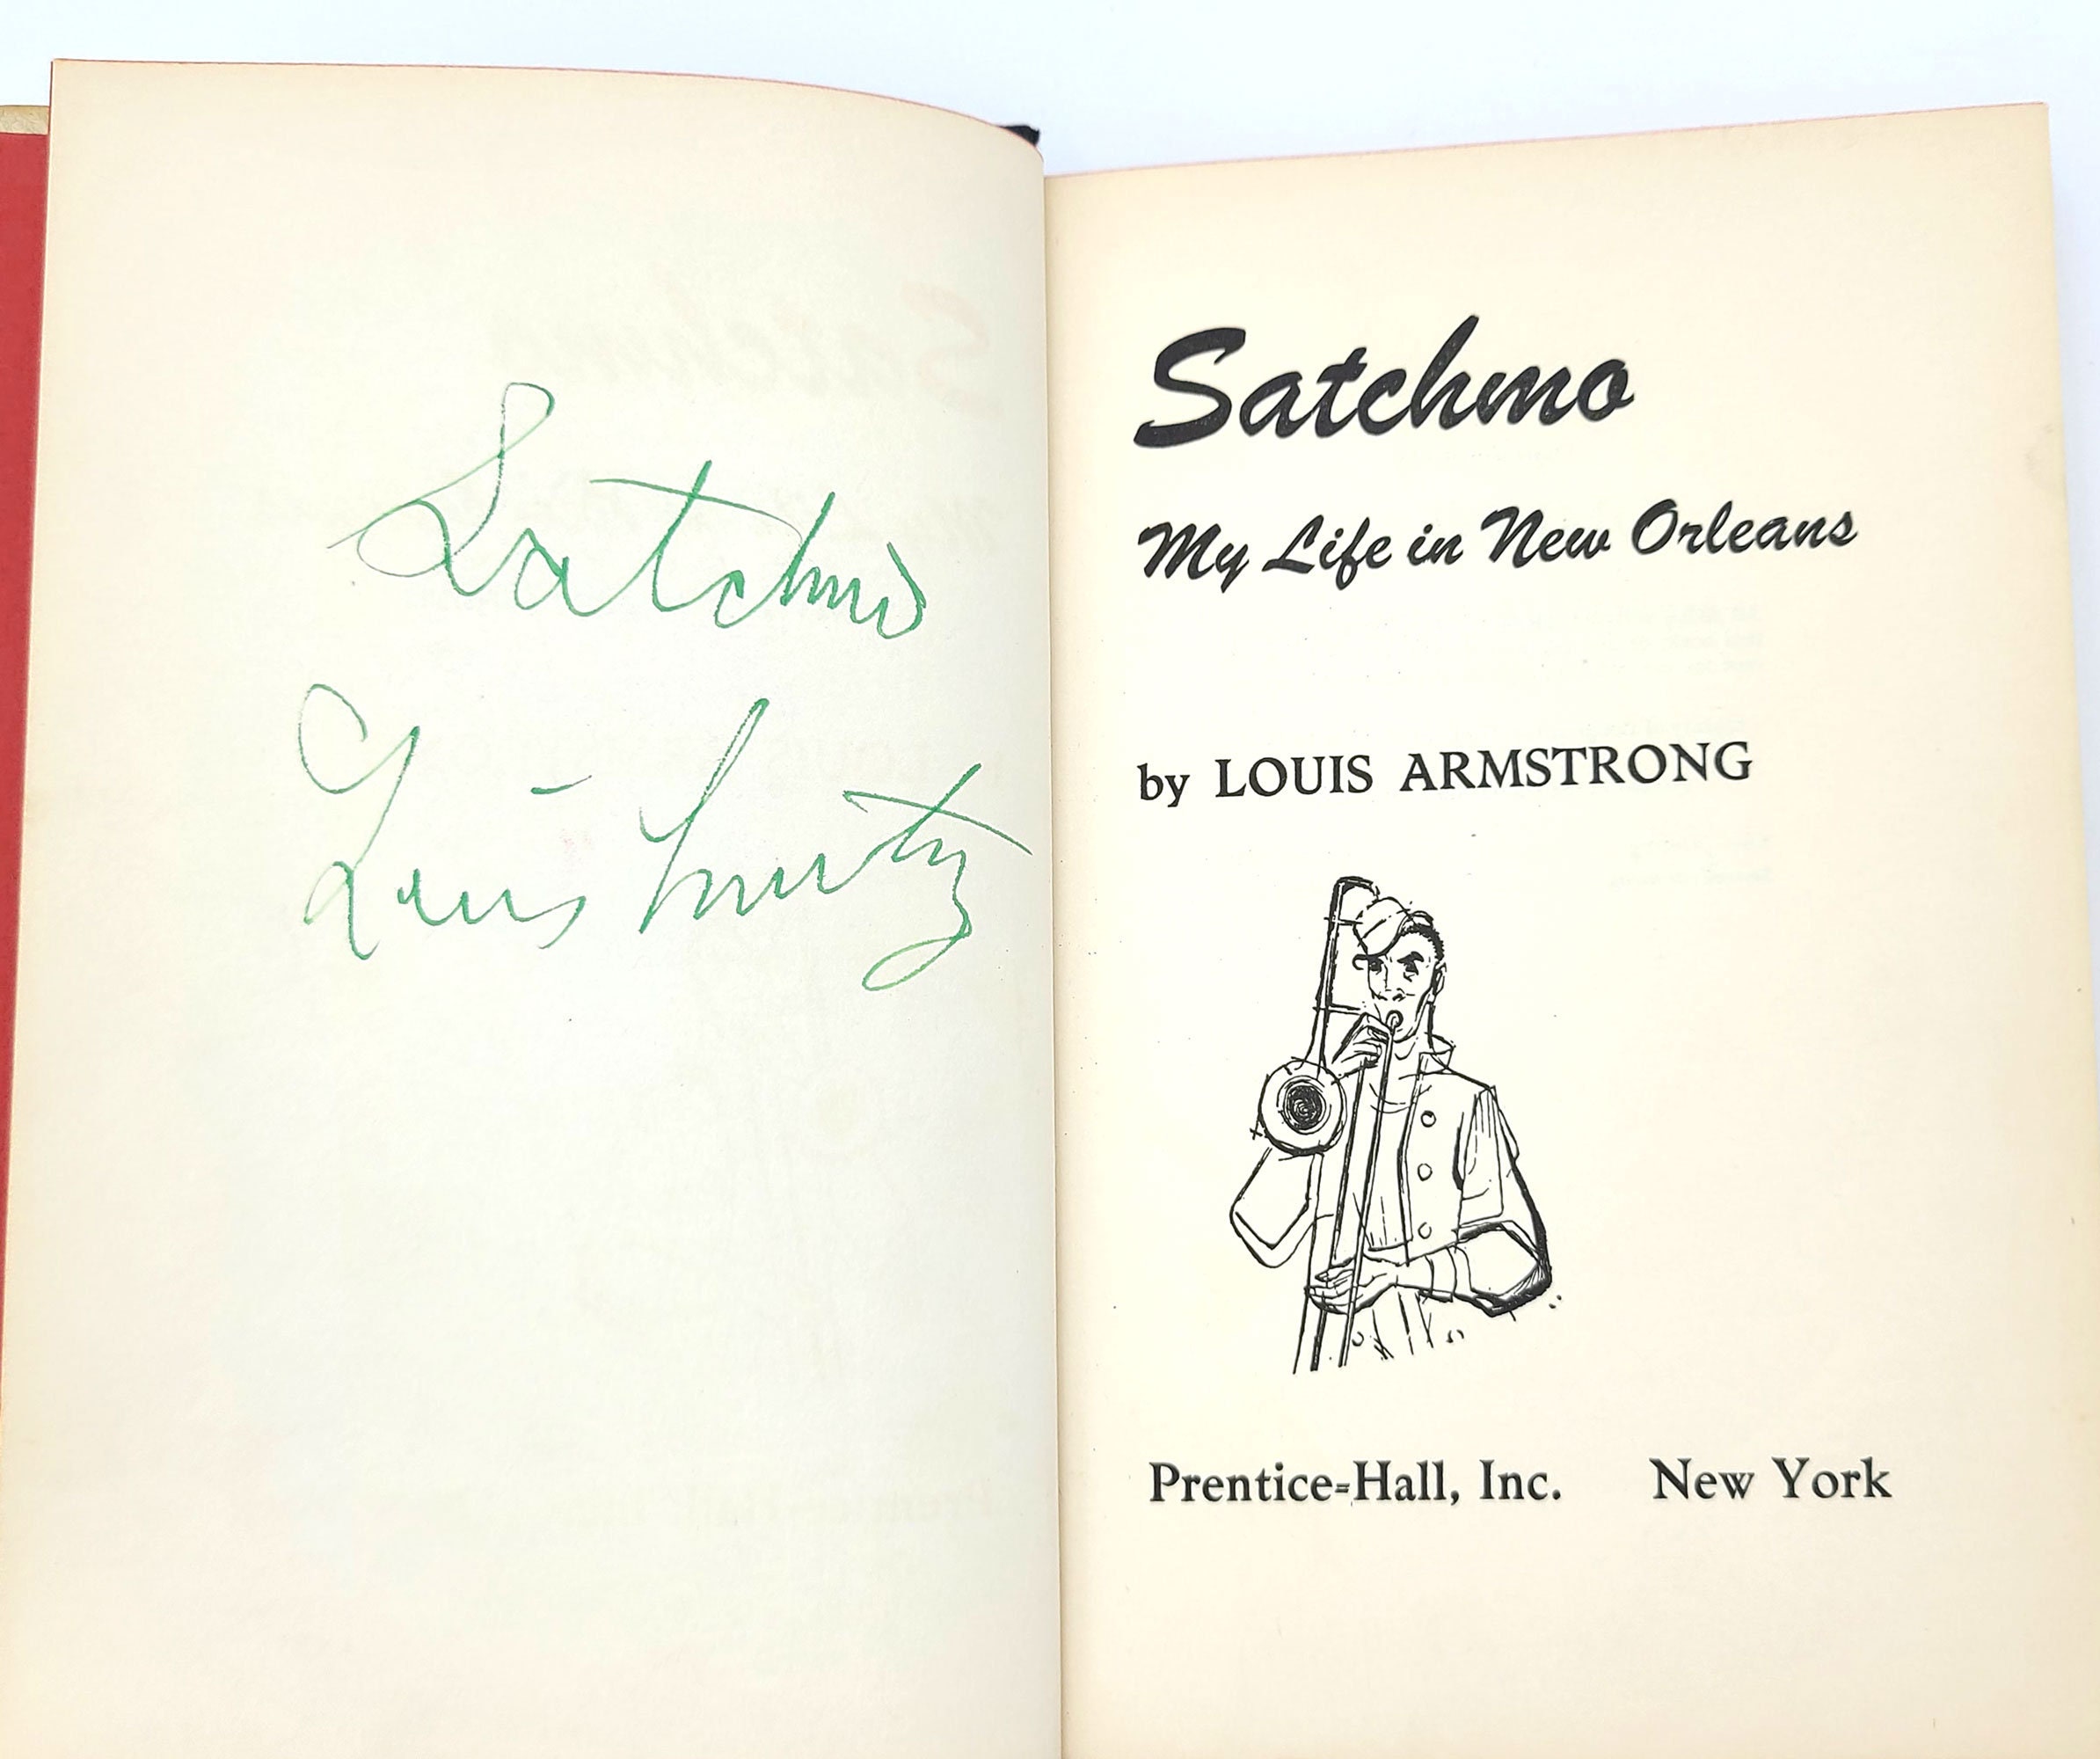 Satchmo
Louis Armstrong
Satchmo
My Life in New Orleans
by LOUIS ARMSTRONG
Prentice-Hall, Inc. New York